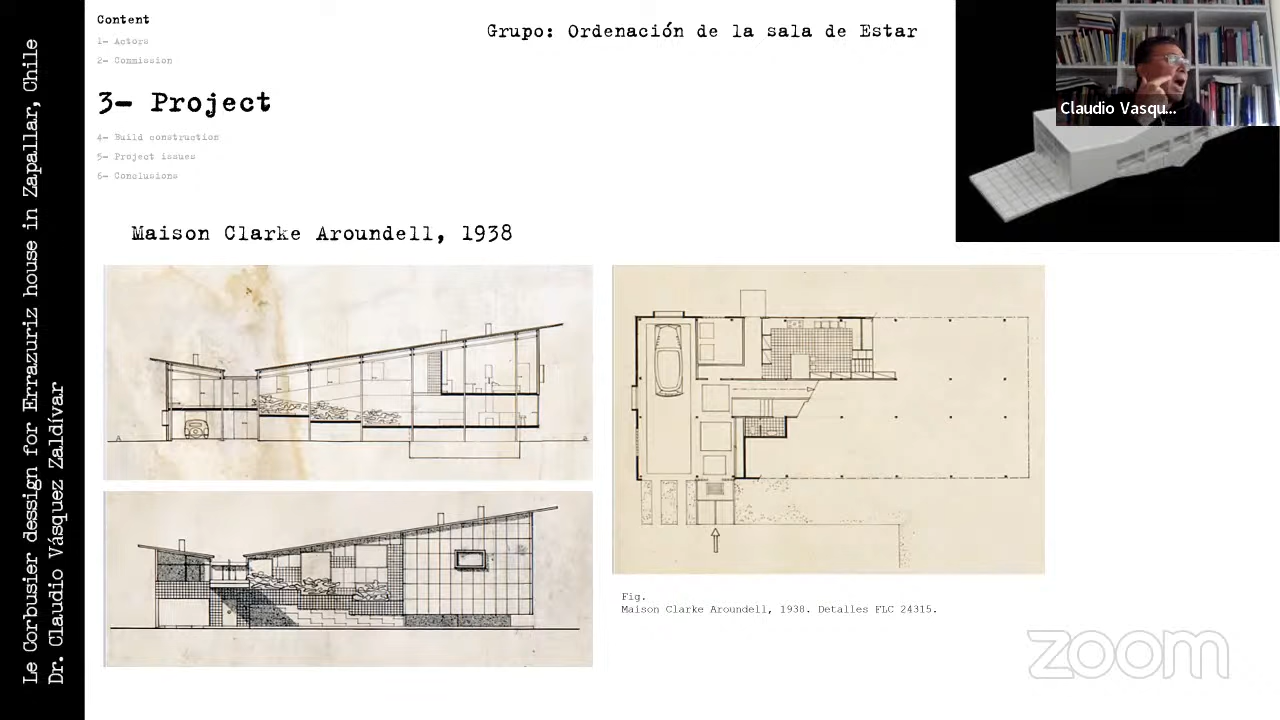 Le Corbusier dessign for Errazuriz house in Zapallar, Chile
Dr. Claudio Vásquez Zaldívar
Content
1- Actors
2- Commission
3- Project
4- Build construction
5- Project issues
6- Conclusions
Grupo: Ordenación de la sala de Estar
Claudio Vasqu...
Maison Clarke Aroundell, 1938
Fig.
Maison Clarke Aroundell, 1938. Detalles FLC 24315.
zoom